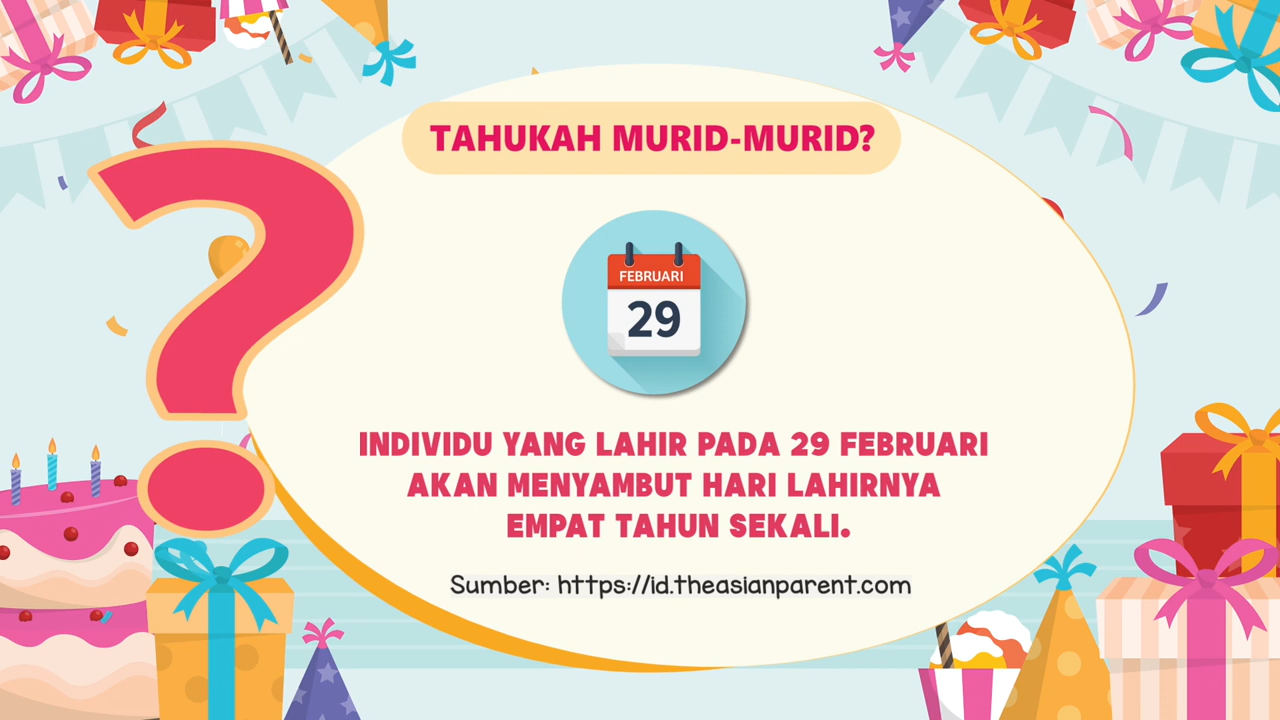 TAHUKAH MURID-MURID?
FEBRUARI
29
INDIVIDU YANG LAHIR PADA 29 FEBRUARI
AKAN MENYAMBUT HARI LAHIRNYA
EMPAT TAHUN SEKALI.
Sumber: https://id.theasianparent.com